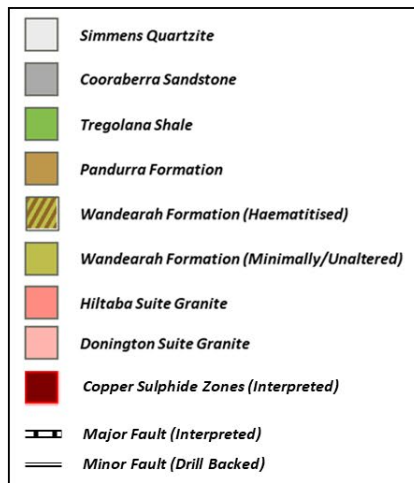 Simmens Quartzite
Cooraberra Sandstone
Tregolana Shale
Pandurra Formation
Wandearah Formation (Haematitised)
Wandearah Formation (Minimally/Unaltered)
Hiltaba Suite Granite
Donington Suite Granite
Copper Sulphide Zones (Interpreted)
Major Fault (Interpreted)
Minor Fault (Drill Backed)